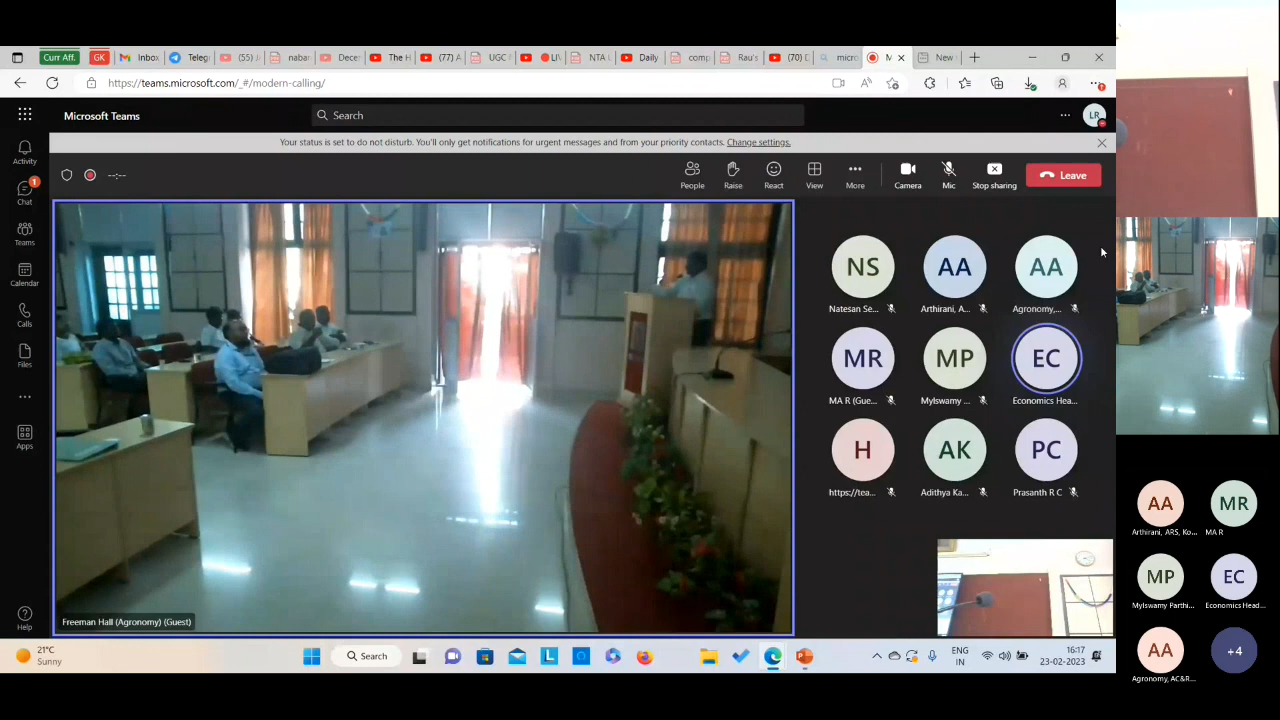 Curr Aff. GK Inbox Teleg (55) nabar Dece The H (77) A UGC LI NTA Daily comp Rau's (70) D micro M New
https://teams.microsoft.com/_#/modern-calling/
Microsoft Teams Search LR
Your status is set to do not disturb. You'll only get notifications for urgent messages and from your priority contacts. Change settings.
Activity
Chat 1
Teams
Calendar
Calls
Files
Apps
Help
--:-- People Raise React View More Camera Mic Stop sharing Leave
NS AA AA
Natesan Se... Arthirani, A... Agronomy,...
MR MP EC
MA R (Gue... Mylswamy ... Economics Hea...
H AK PC
https://tea... Adithya Ka... Prasanth R C
Freeman Hall (Agronomy) (Guest)
AA MR
Arthirani, ARS, Ko... MA R
MP EC
Mylswamy Parthi... Economics Head...
AA +4
Agronomy, AC&R...
21°C
Sunny
Search
ENG
IN
16:17
23-02-2023